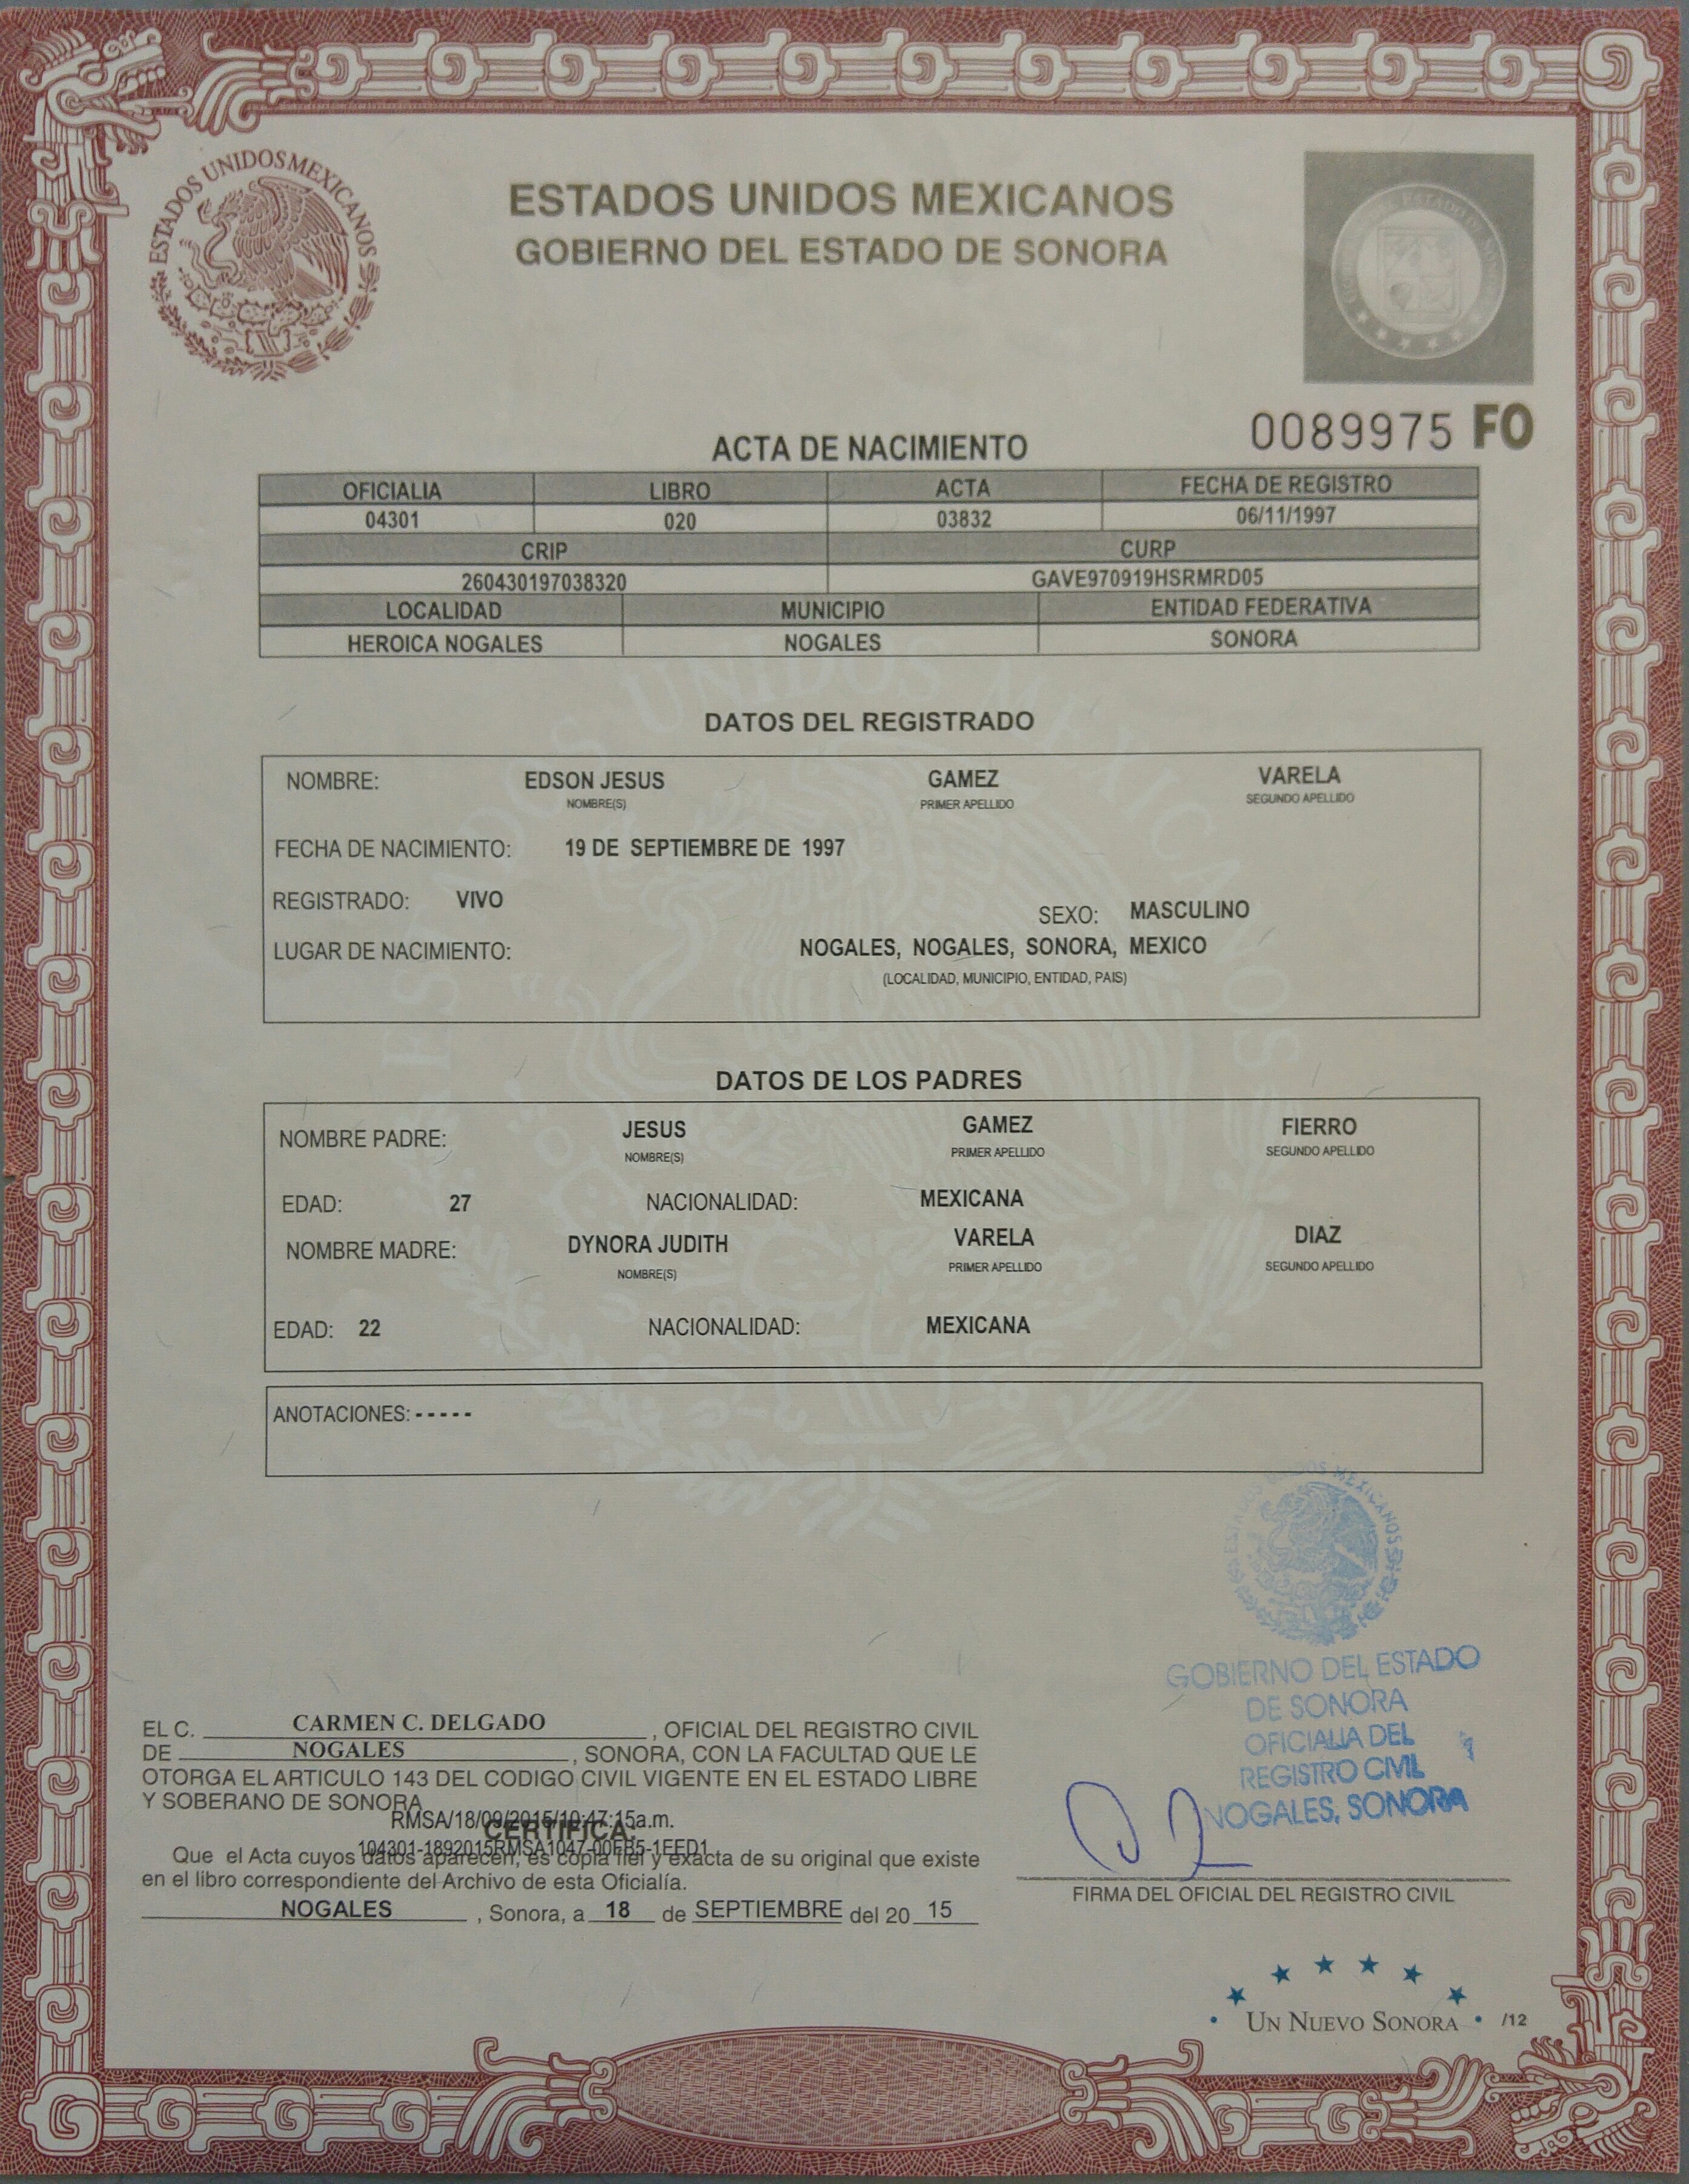 ESTADOS UNIDOS MEXICANOS
ESTADOS UNIDOS MEXICANOS
GOBIERNO DEL ESTADO DE SONORA
0089975 FO
ACTA DE NACIMIENTO
OFICIALIA LIBRO ACTA FECHA DE REGISTRO
04301 020 03832 06/11/1997
CRIP CURP
260430197038320 GAVE970919HSRMRD05
LOCALIDAD MUNICIPIO ENTIDAD FEDERATIVA
HEROICA NOGALES NOGALES SONORA
DATOS DEL REGISTRADO
NOMBRE: EDSON JESUS GAMEZ VARELA
NOMBRE(S) PRIMER APELLIDO SEGUNDO APELLIDO
FECHA DE NACIMIENTO: 19 DE SEPTIEMBRE DE 1997
REGISTRADO: VIVO SEXO: MASCULINO
LUGAR DE NACIMIENTO: NOGALES, NOGALES, SONORA, MEXICO
(LOCALIDAD, MUNICIPIO, ENTIDAD, PAIS)
DATOS DE LOS PADRES
NOMBRE PADRE: JESUS GAMEZ FIERRO
NOMBRE(S) PRIMER APELLIDO SEGUNDO APELLIDO
EDAD: 27 NACIONALIDAD: MEXICANA
NOMBRE MADRE: DYNORA JUDITH VARELA DIAZ
NOMBRE(S) PRIMER APELLIDO SEGUNDO APELLIDO
EDAD: 22 NACIONALIDAD: MEXICANA
ANOTACIONES: - - - - -
ESTADOS UNIDOS MEXICANOS
GOBIERNO DEL ESTADO
DE SONORA
OFICIALIA DEL
REGISTRO CIVIL
NOGALES, SONORA
EL C. CARMEN C. DELGADO, OFICIAL DEL REGISTRO CIVIL
DE NOGALES, SONORA, CON LA FACULTAD QUE LE
OTORGA EL ARTICULO 143 DEL CODIGO CIVIL VIGENTE EN EL ESTADO LIBRE
Y SOBERANO DE SONORA
RMSA/18/09/2015/10:47:15a.m.
CERTIFICA:
104301-1892015RMSA1047-00EB5-1EED1
Que el Acta cuyos datos aparecen, es copia fiel y exacta de su original que existe
en el libro correspondiente del Archivo de esta Oficialía.
NOGALES, Sonora, a 18 de SEPTIEMBRE del 20 15
FIRMA DEL OFICIAL DEL REGISTRO CIVIL
UN NUEVO SONORA /12